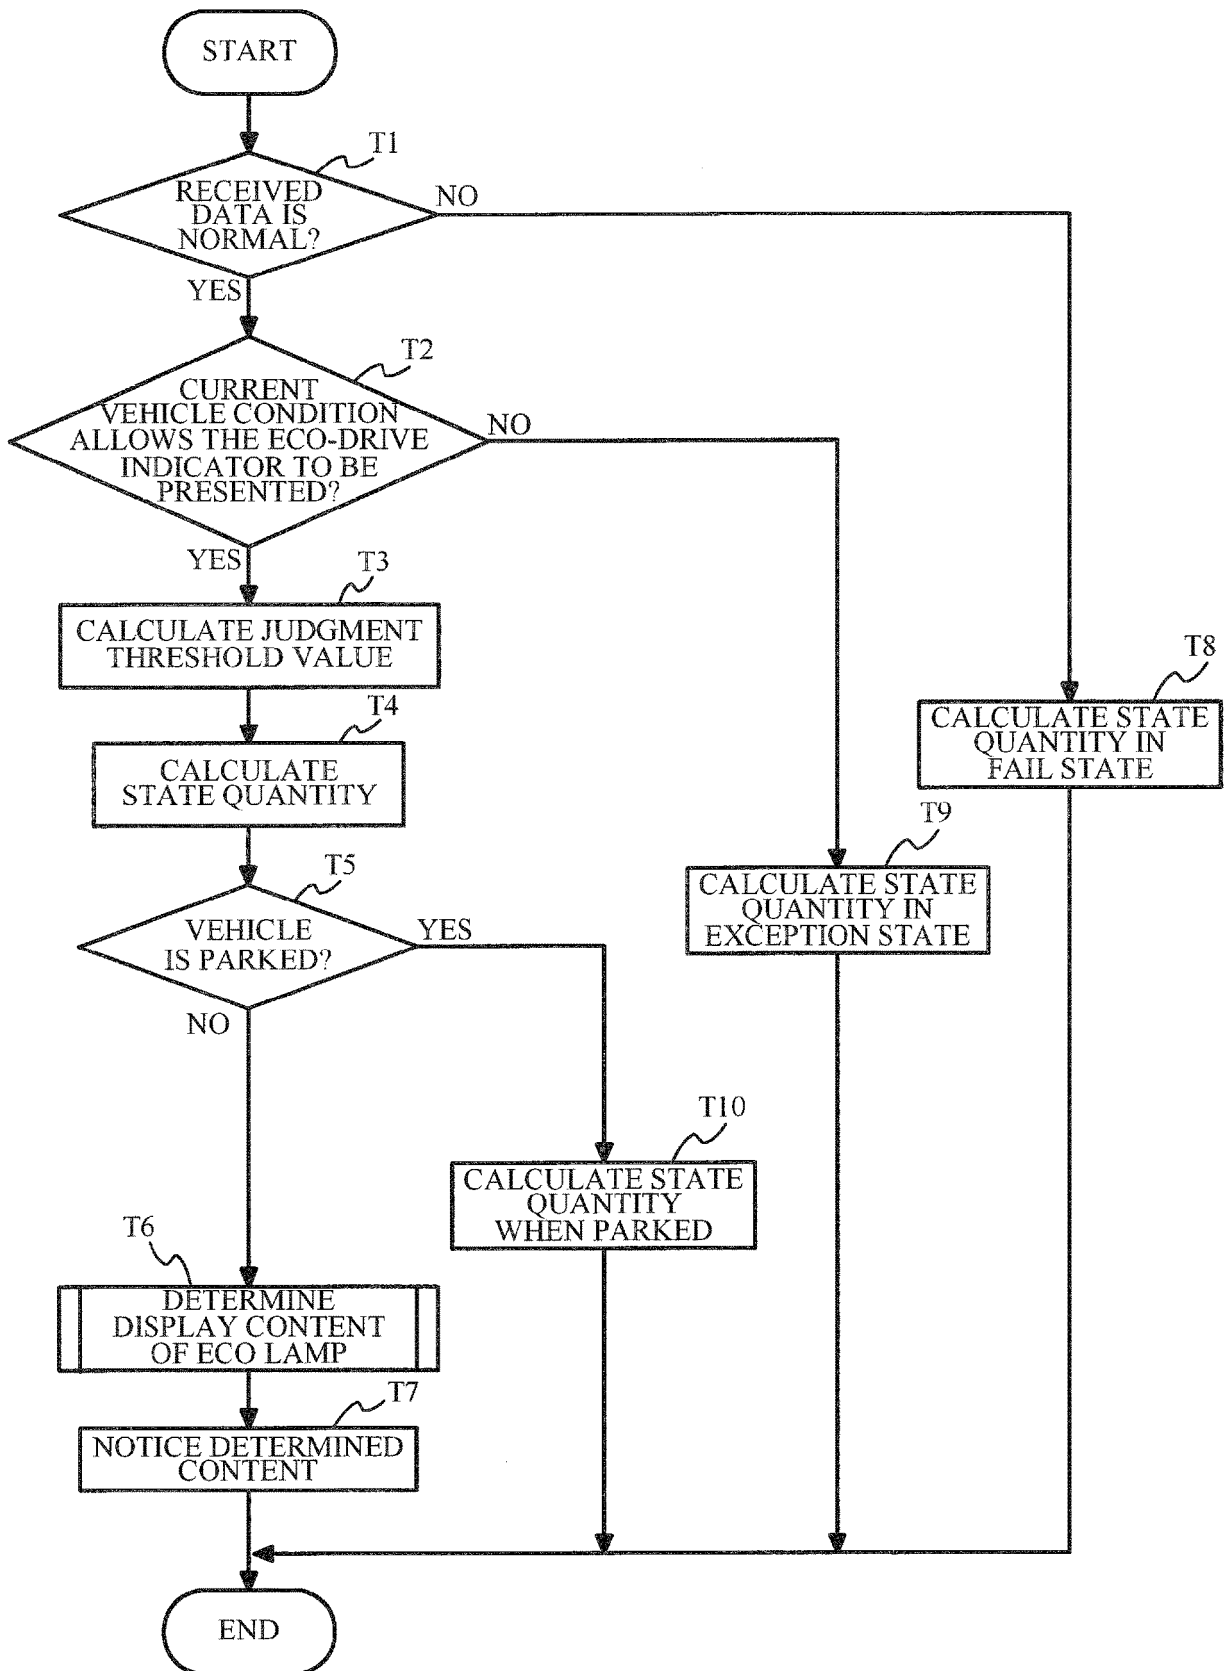 START
T1
RECEIVED
DATA IS
NORMAL?
NO
YES
T2
CURRENT
VEHICLE CONDITION
ALLOWS THE ECO-DRIVE
INDICATOR TO BE
PRESENTED?
NO
YES
T3
CALCULATE JUDGMENT
THRESHOLD VALUE
T4
CALCULATE
STATE QUANTITY
T8
CALCULATE STATE
QUANTITY IN
FAIL STATE
T9
CALCULATE STATE
QUANTITY IN
EXCEPTION STATE
T5
VEHICLE
IS PARKED?
YES
NO
T10
CALCULATE STATE
QUANTITY
WHEN PARKED
T6
DETERMINE
DISPLAY CONTENT
OF ECO LAMP
T7
NOTICE DETERMINED
CONTENT
END